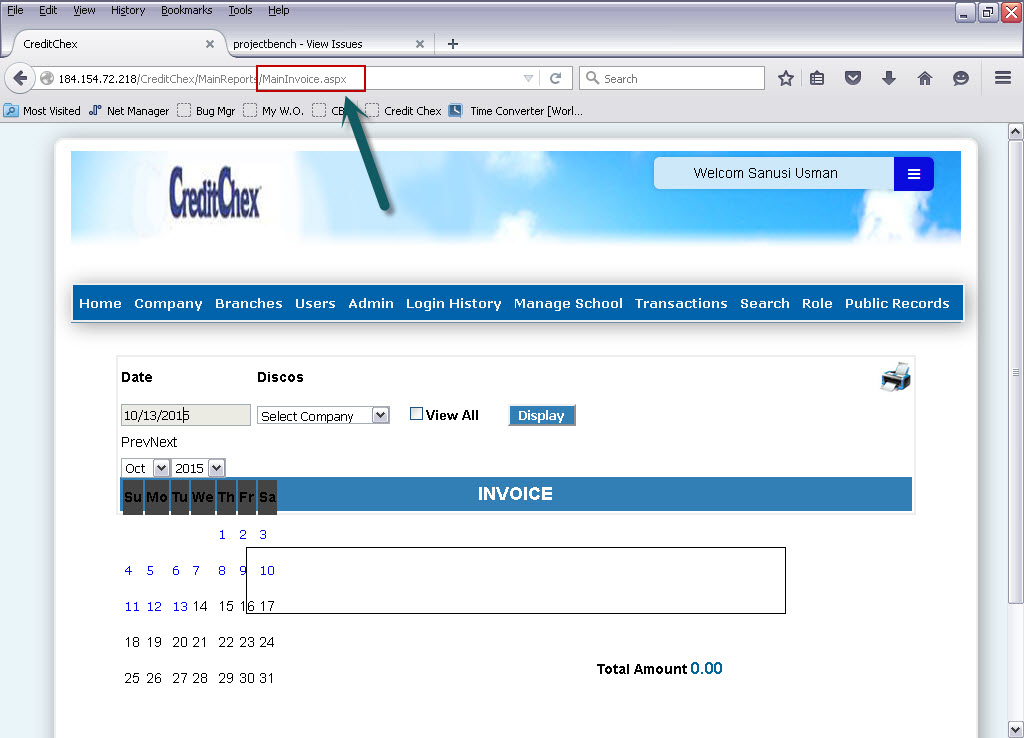 File Edit View History Bookmarks Tools Help
CreditChex projectbench - View Issues
184.154.72.218/CreditChex/MainReports/MainInvoice.aspx Search
Most Visited Net Manager Bug Mgr My W.O. Credit Chex Time Converter [Worl...
CreditChex
Welcom Sanusi Usman
Home Company Branches Users Admin Login History Manage School Transactions Search Role Public Records
Date Discos
10/13/2015 Select Company View All Display
PrevNext
Oct 2015
Su Mo Tu We Th Fr Sa INVOICE
1 2 3
4 5 6 7 8 9 10
11 12 13 14 15 16 17
18 19 20 21 22 23 24
Total Amount 0.00
25 26 27 28 29 30 31